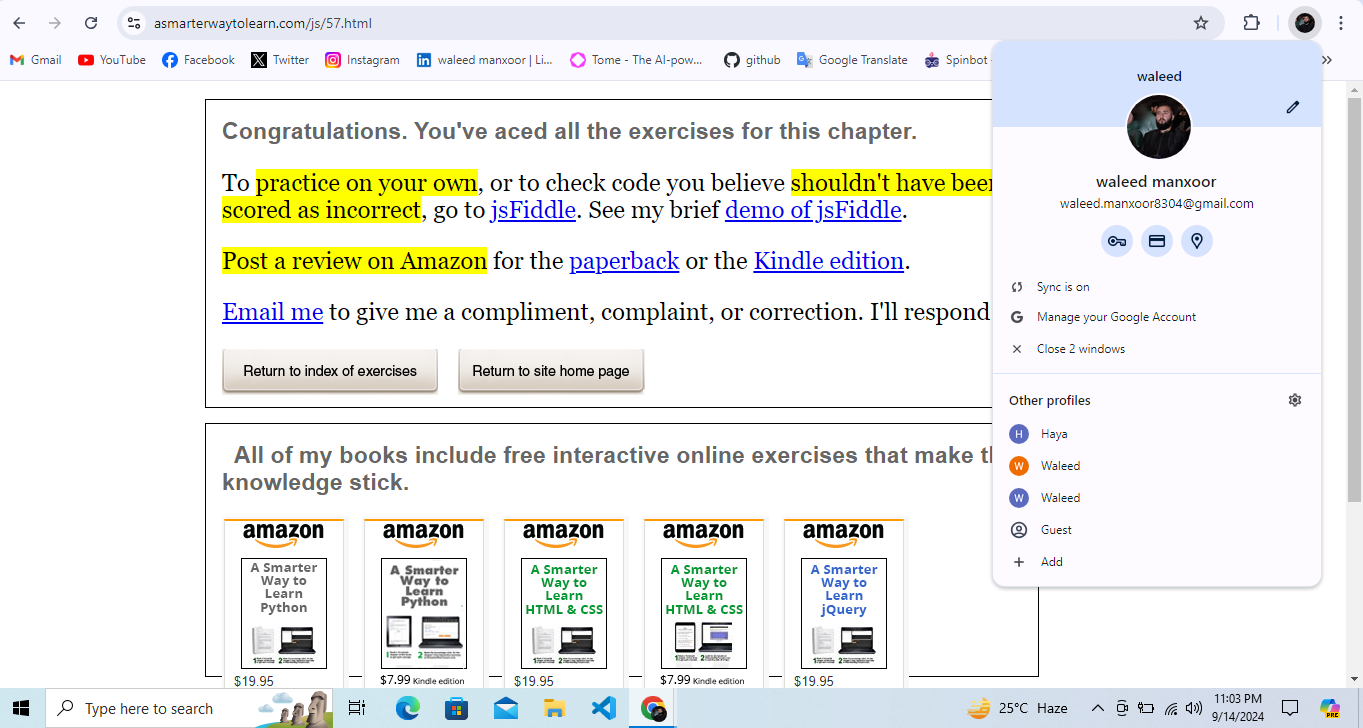 asmarterwaytolearn.com/js/57.html
Gmail YouTube Facebook Twitter Instagram waleed manxoor | Li... Tome - The AI-pow... github Google Translate Spinbot »
Congratulations. You've aced all the exercises for this chapter.
To practice on your own, or to check code you believe shouldn't have been
scored as incorrect, go to jsFiddle. See my brief demo of jsFiddle.
Post a review on Amazon for the paperback or the Kindle edition.
Email me to give me a compliment, complaint, or correction. I'll respond
Return to index of exercises Return to site home page
All of my books include free interactive online exercises that make th
knowledge stick.
amazon amazon amazon amazon amazon
A Smarter
Way to
Learn
Python
A Smarter
Way to
Learn
Python
A Smarter
Way to
Learn
HTML & CSS
A Smarter
Way to
Learn
HTML & CSS
A Smarter
Way to
Learn
jQuery
$19.95 $7.99 Kindle edition $19.95 $7.99 Kindle edition $19.95
waleed
waleed manxoor
waleed.manxoor8304@gmail.com
Sync is on
G Manage your Google Account
Close 2 windows
Other profiles
H Haya
W Waleed
W Waleed
Guest
Add
Type here to search
25°C Haze
11:03 PM
9/14/2024
PRE